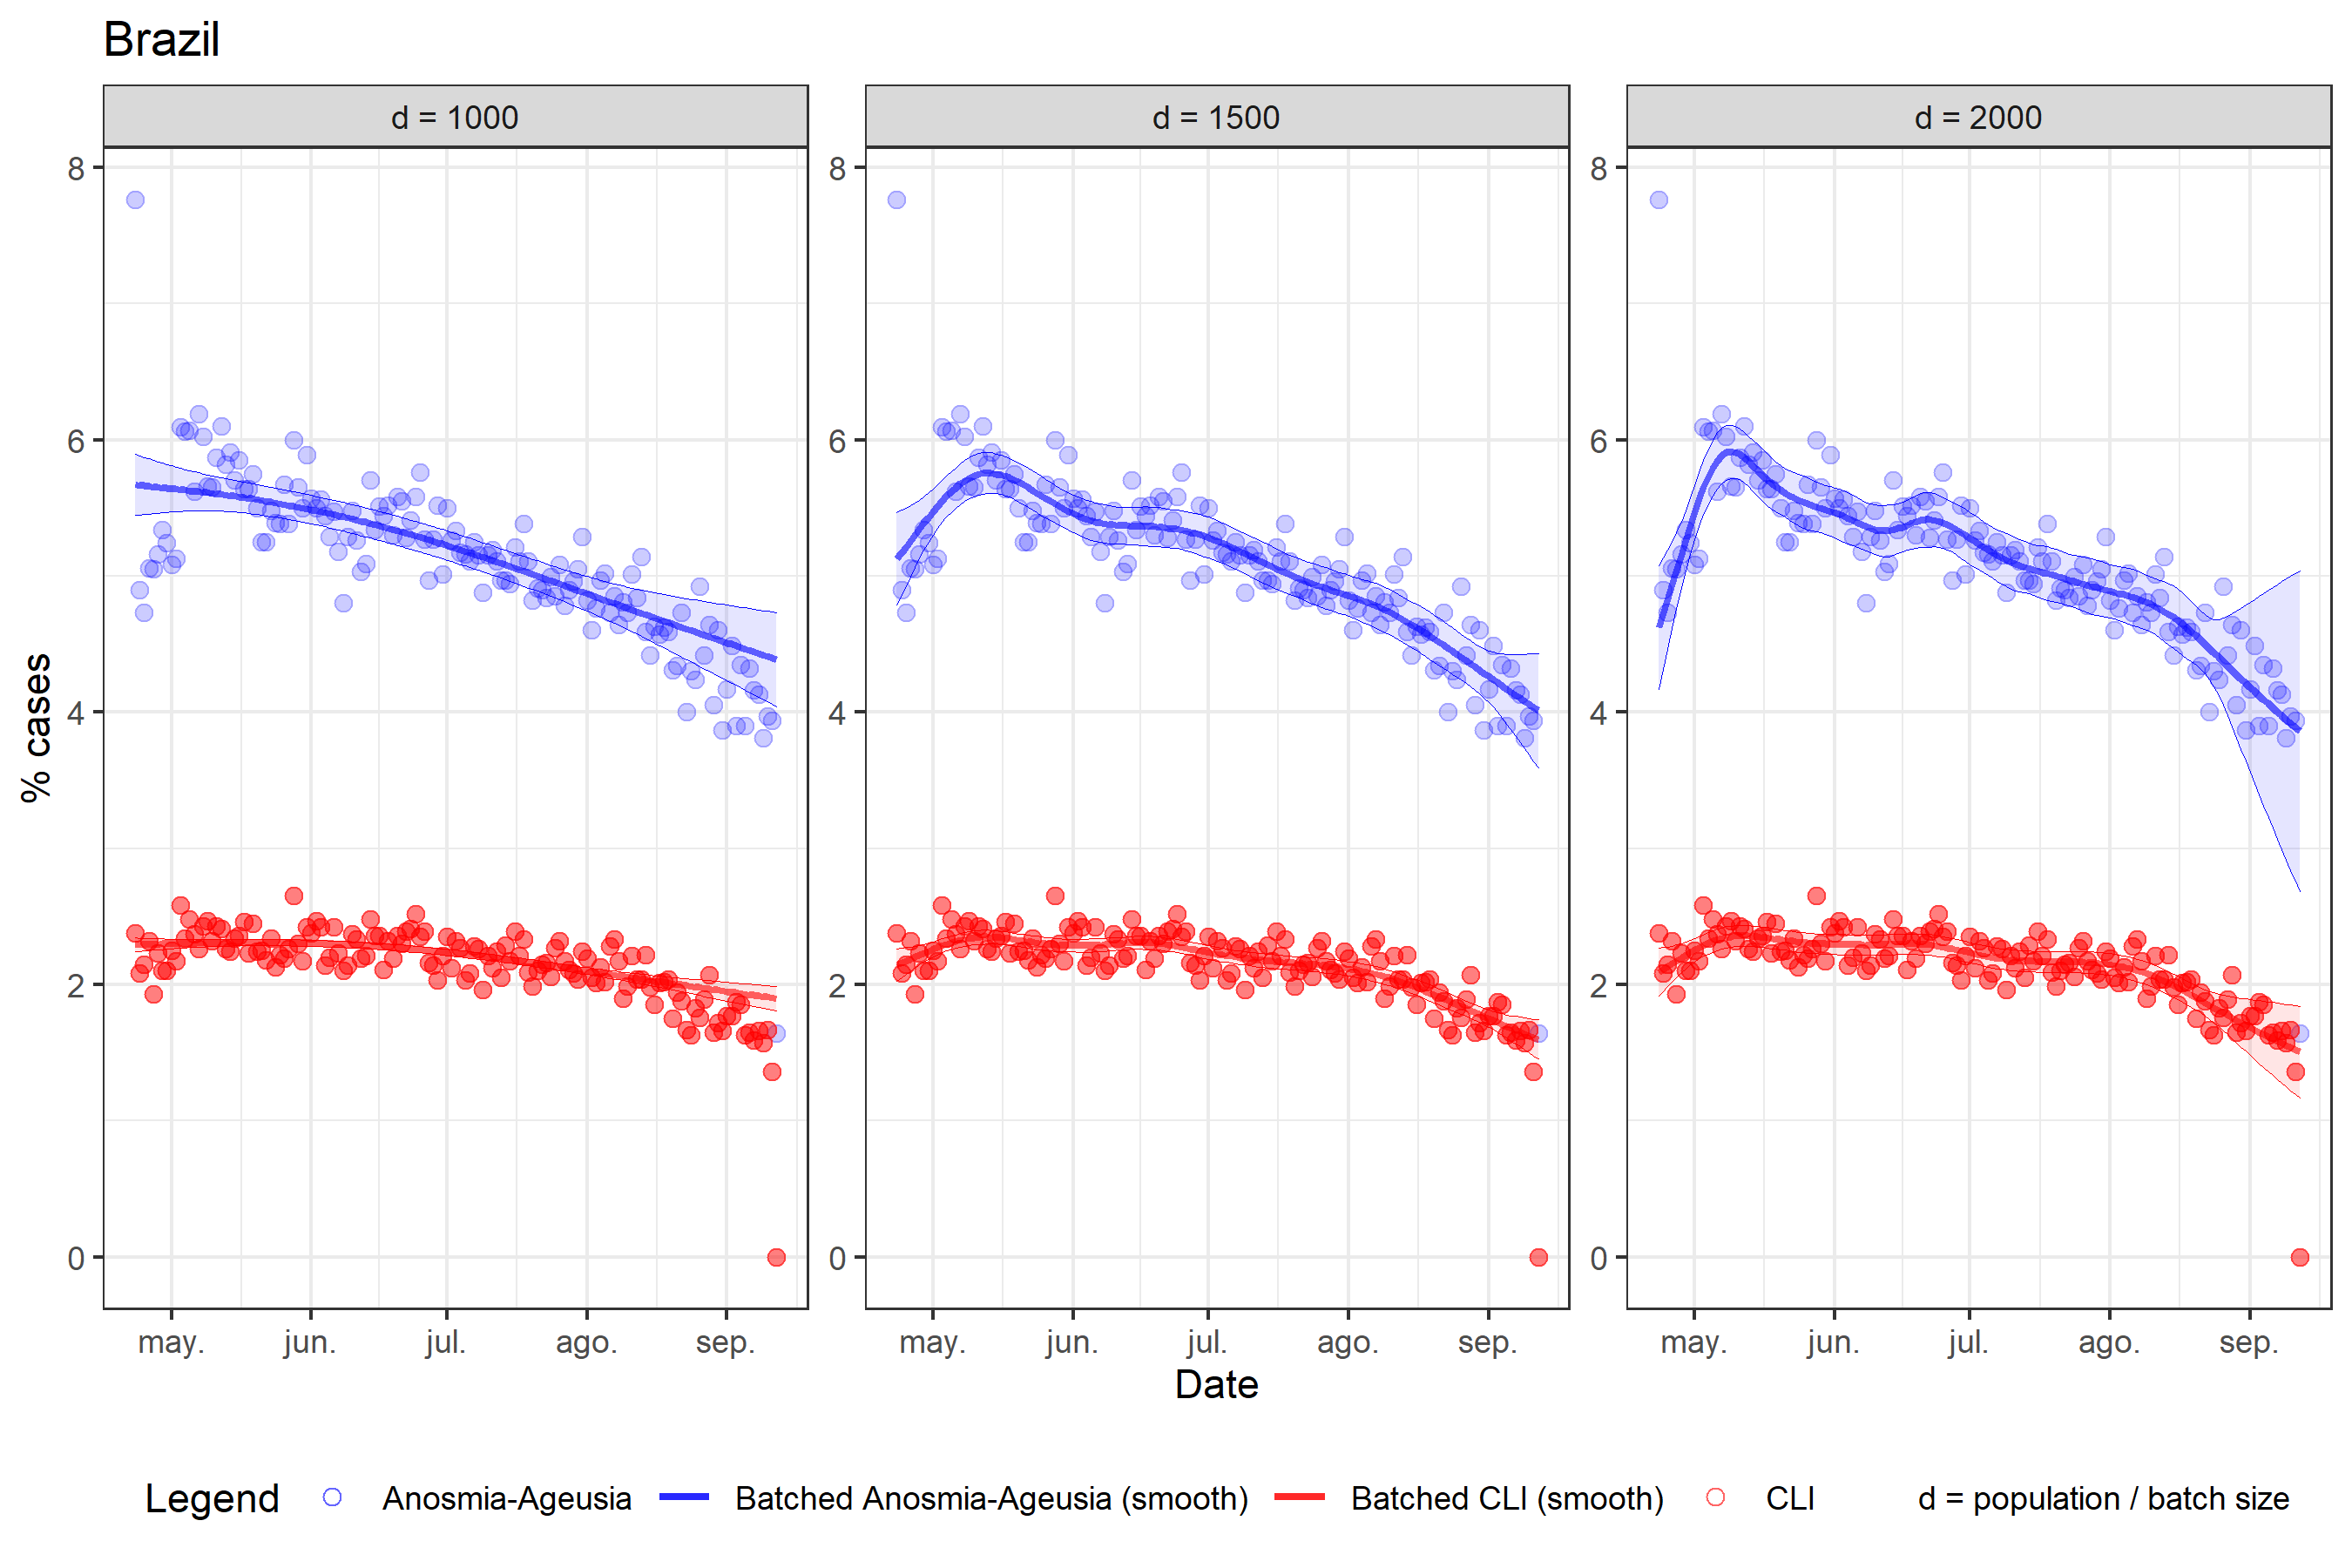 Brazil
d = 1000
d = 1500
d = 2000
% cases
8
6
4
2
0
8
6
4
2
0
8
6
4
2
0
may. jun. jul. ago. sep.
may. jun. jul. ago. sep.
may. jun. jul. ago. sep.
Date
Legend Anosmia-Ageusia Batched Anosmia-Ageusia (smooth) Batched CLI (smooth) CLI d = population / batch size